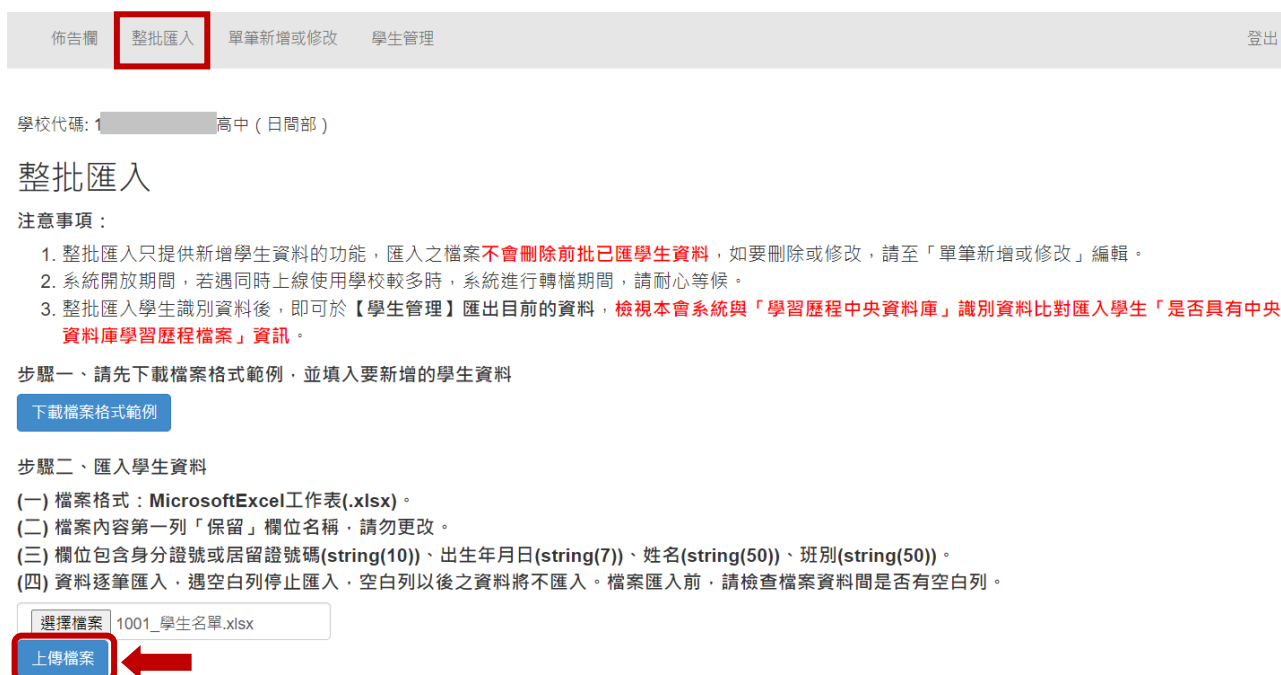 佈告欄 整批匯入 單筆新增或修改 學生管理 登出
學校代碼: 1 高中 ( 日間部 )
整批匯入
注意事項：
1. 整批匯入只提供新增學生資料的功能，匯入之檔案不會刪除前批已匯學生資料，如要刪除或修改，請至「單筆新增或修改」編輯。
2. 系統開放期間，若遇同時上線使用學校較多時，系統進行轉檔期間，請耐心等候。
3. 整批匯入學生識別資料後，即可於【學生管理】匯出目前的資料，檢視本會系統與「學習歷程中央資料庫」識別資料比對匯入學生「是否具有中央
資料庫學習歷程檔案」資訊。
步驟一、請先下載檔案格式範例，並填入要新增的學生資料
下載檔案格式範例
步驟二、匯入學生資料
(一) 檔案格式：MicrosoftExcel工作表(.xlsx)。
(二) 檔案內容第一列「保留」欄位名稱，請勿更改。
(三) 欄位包含身分證號或居留證號碼(string(10))、出生年月日(string(7))、姓名(string(50))、班別(string(50))。
(四) 資料逐筆匯入，遇空白列停止匯入，空白列以後之資料將不匯入。檔案匯入前，請檢查檔案資料間是否有空白列。
選擇檔案 1001_學生名單.xlsx
上傳檔案